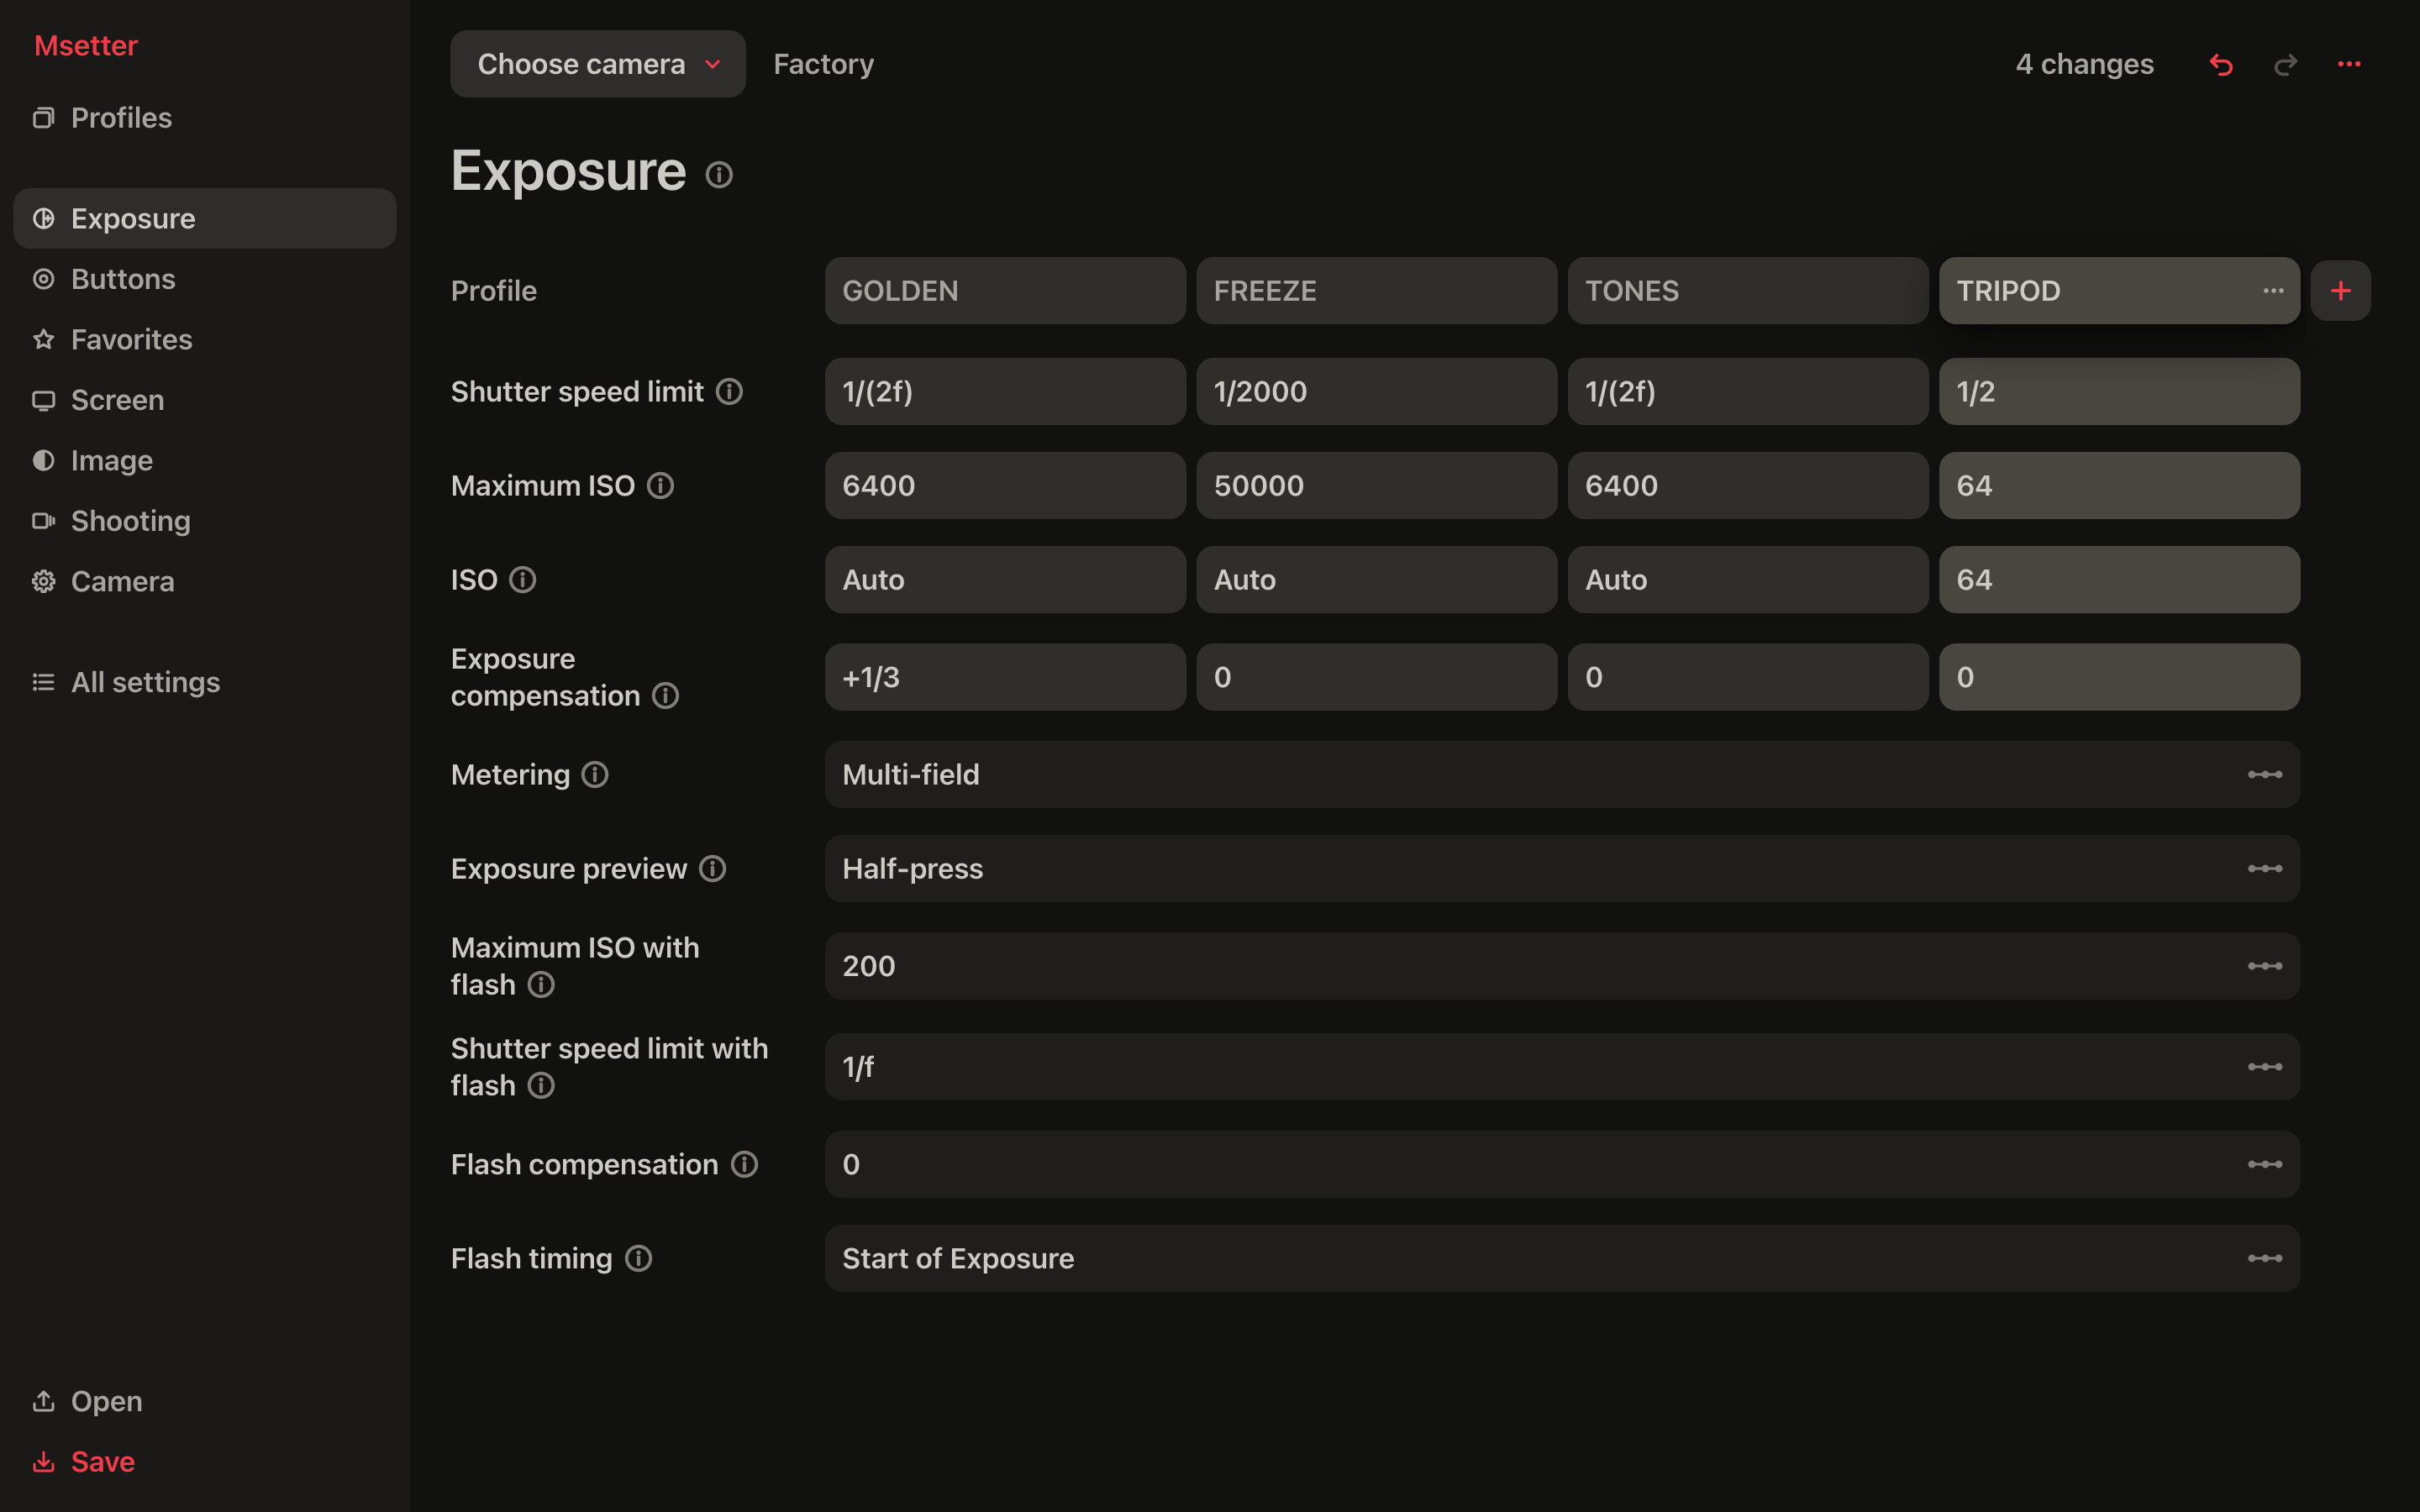 Msetter
Profiles
Exposure
Buttons
Favorites
Screen
Image
Shooting
Camera
All settings
Open
Save
Choose camera
Factory
4 changes
Exposure
Profile
GOLDEN
FREEZE
TONES
TRIPOD
Shutter speed limit
1/(2f)
1/2000
1/(2f)
1/2
Maximum ISO
6400
50000
6400
64
ISO
Auto
Auto
Auto
64
Exposure
compensation
+1/3
0
0
0
Metering
Multi-field
Exposure preview
Half-press
Maximum ISO with
flash
200
Shutter speed limit with
flash
1/f
Flash compensation
0
Flash timing
Start of Exposure